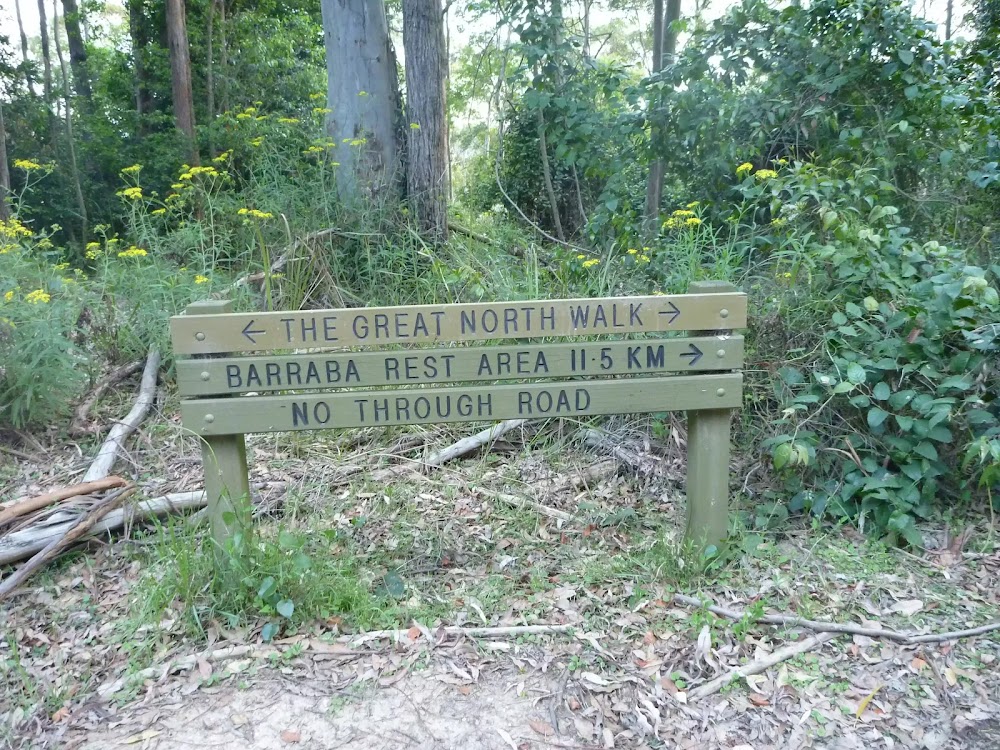 ← THE GREAT NORTH WALK →
BARRABA REST AREA 11·5 KM →
NO THROUGH ROAD